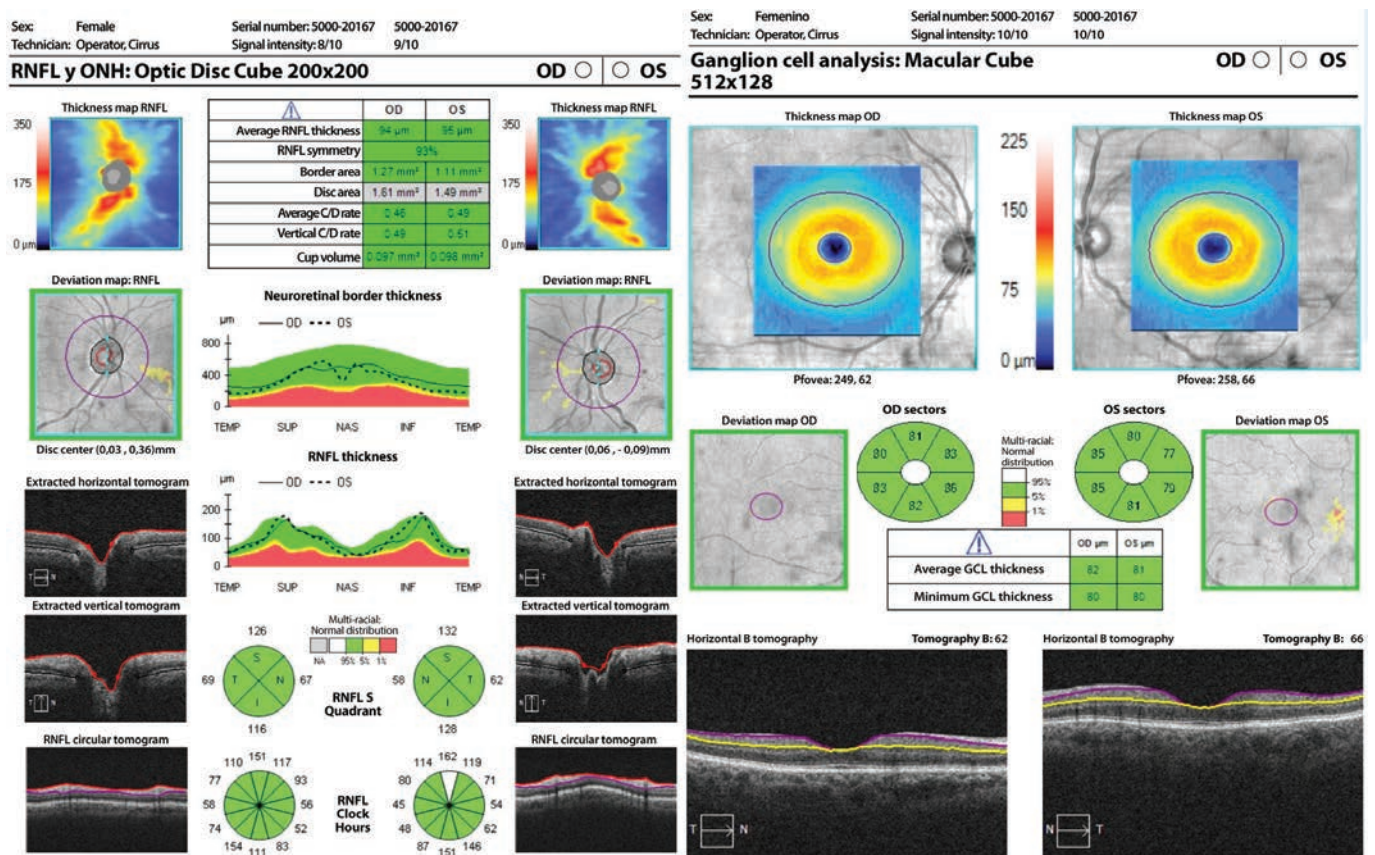 Sex: Female Serial number: 5000-20167 5000-20167
Technician: Operator, Cirrus Signal intensity: 8/10 9/10
RNFL y ONH: Optic Disc Cube 200x200 OD OS
Thickness map RNFL
350
175
0 μm
OD OS
Average RNFL thickness 94 μm 95 μm
RNFL symmetry 93%
Border area 1.27 mm² 1.11 mm²
Disc area 1.61 mm² 1.49 mm²
Average C/D rate 0.46 0.49
Vertical C/D rate 0.49 0.51
Cup volume 0.097 mm² 0.098 mm²
Thickness map RNFL
350
175
0 μm
Deviation map: RNFL
Disc center (0,03 , 0,36)mm
Neuroretinal border thickness
μm OD OS
800
400
0
TEMP SUP NAS INF TEMP
Deviation map: RNFL
Disc center (0,06 , - 0,09)mm
RNFL thickness
μm OD OS
200
100
0
TEMP SUP NAS INF TEMP
Extracted horizontal tomogram
T N
Extracted horizontal tomogram
T N
Extracted vertical tomogram
Extracted vertical tomogram
Multi-racial:
Normal distribution
NA 95% 5% 1%
126
S
69 T N 67
I
116
RNFL S
Quadrant
132
S
58 N T 62
I
128
RNFL circular tomogram
RNFL circular tomogram
110 151 117
77 93
58 56
74 52
154 111 83
RNFL
Clock
Hours
114 162 119
80 71
45 54
48 62
87 151 146
Sex: Femenino Serial number: 5000-20167 5000-20167
Technician: Operator, Cirrus Signal intensity: 10/10 10/10
Ganglion cell analysis: Macular Cube OD OS
512x128
Thickness map OD
Pfovea: 249, 62
225
150
75
0 μm
Thickness map OS
Pfovea: 258, 66
Deviation map OD
OD sectors
81
80 83
83 86
82
Multi-racial:
Normal
distribution
95%
5%
1%
OS sectors
80
85 77
85 79
81
Deviation map OS
OD μm OS μm
Average GCL thickness 82 81
Minimum GCL thickness 80 80
Horizontal B tomography Tomography B: 62
T N
Horizontal B tomography Tomography B: 66
N T